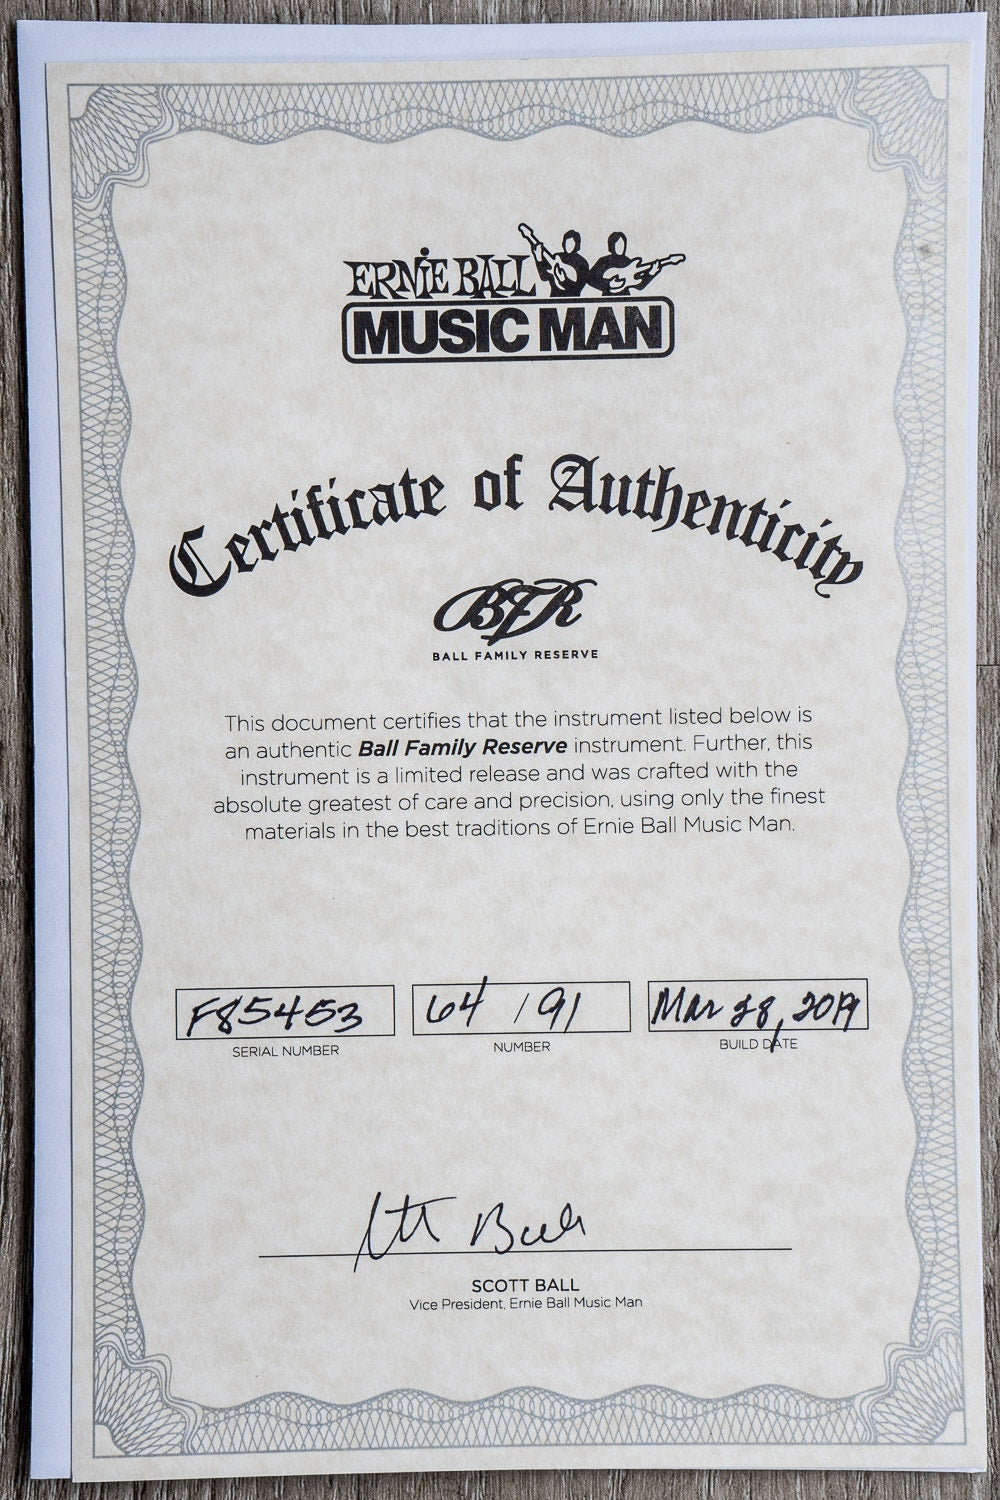 ERNIE BALL
MUSIC MAN
Certificate of Authenticity
BFR
BALL FAMILY RESERVE
This document certifies that the instrument listed below is
an authentic Ball Family Reserve instrument. Further, this
instrument is a limited release and was crafted with the
absolute greatest of care and precision, using only the finest
materials in the best traditions of Ernie Ball Music Man.
F85453 64 / 91 Mar 28, 2019
SERIAL NUMBER NUMBER BUILD DATE
Scott Ball
SCOTT BALL
Vice President, Ernie Ball Music Man